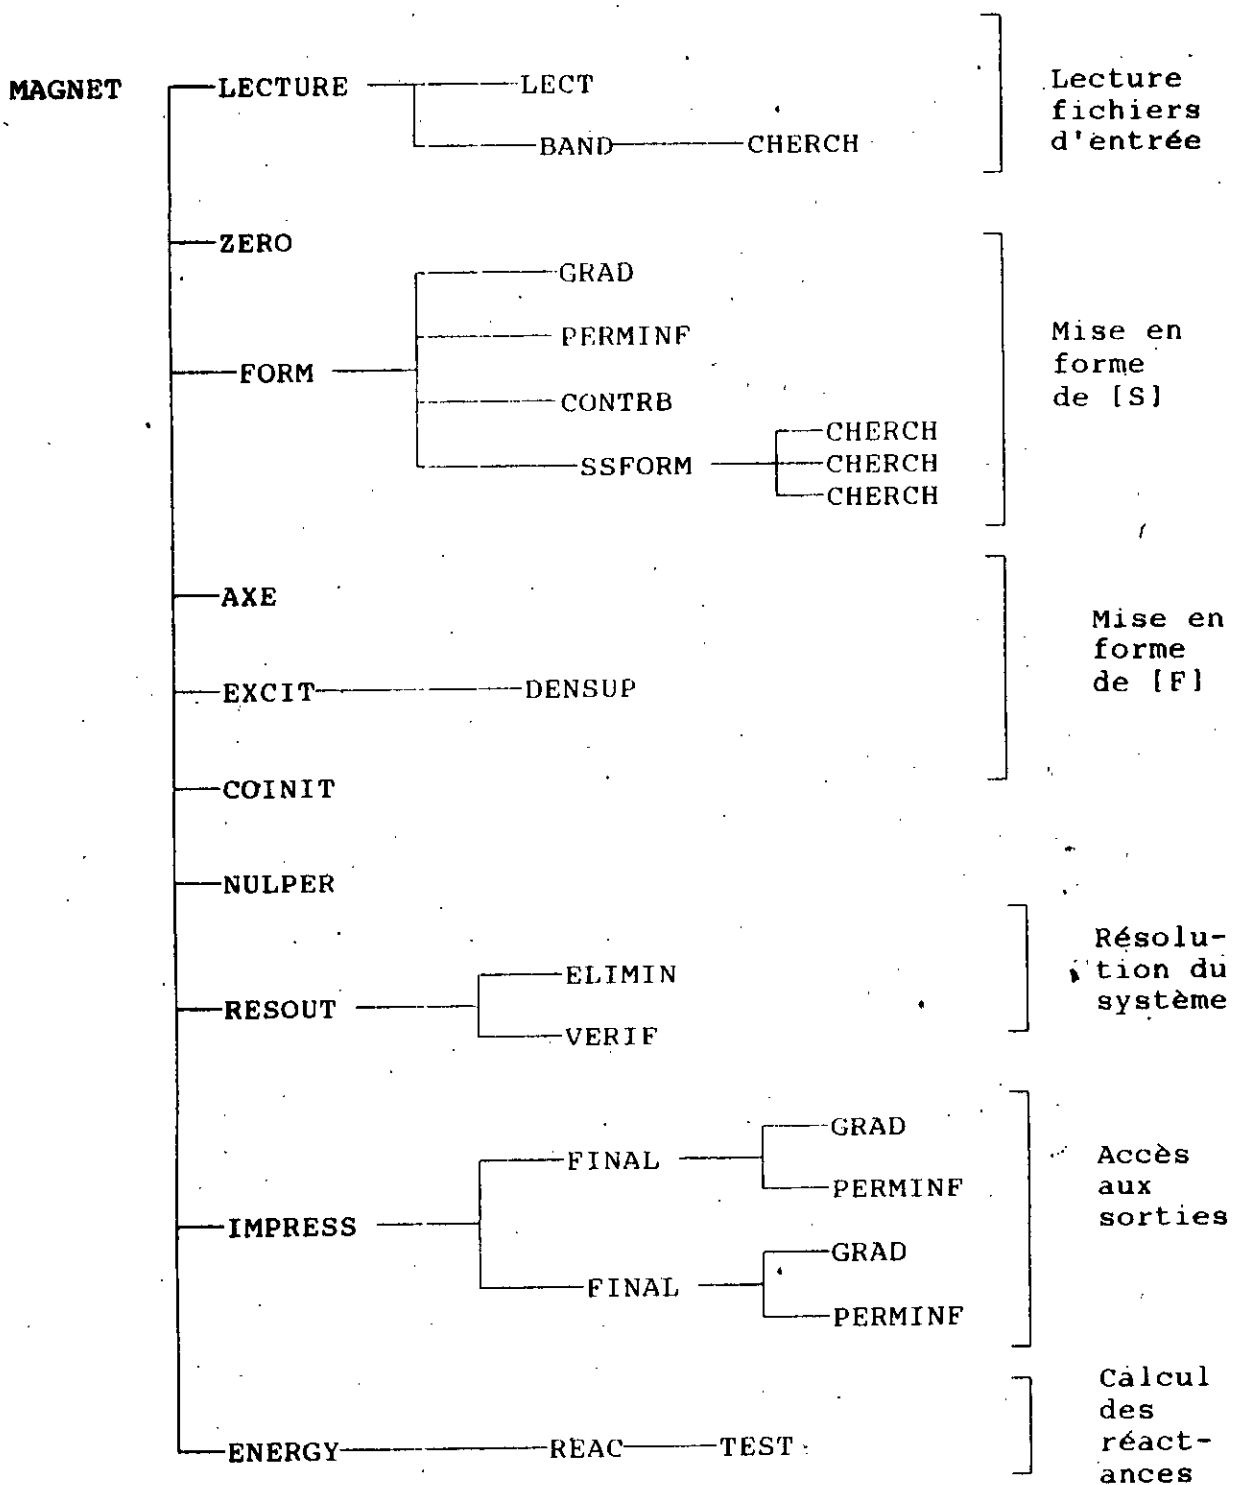 MAGNET LECTURE LECT
BAND CHERCH
Lecture
fichiers
d'entrée
ZERO
GRAD
PERMINF
FORM
CONTRB
SSFORM
CHERCH
CHERCH
CHERCH
Mise en
forme
de [S]
AXE
EXCIT DENSUP
COINIT
Mise en
forme
de [F]
NULPER
RESOUT
ELIMIN
VERIF
Résolu-
tion du
système
IMPRESS
FINAL
GRAD
PERMINF
FINAL
GRAD
PERMINF
Accès
aux
sorties
ENERGY REAC TEST
Calcul
des
réact-
ances